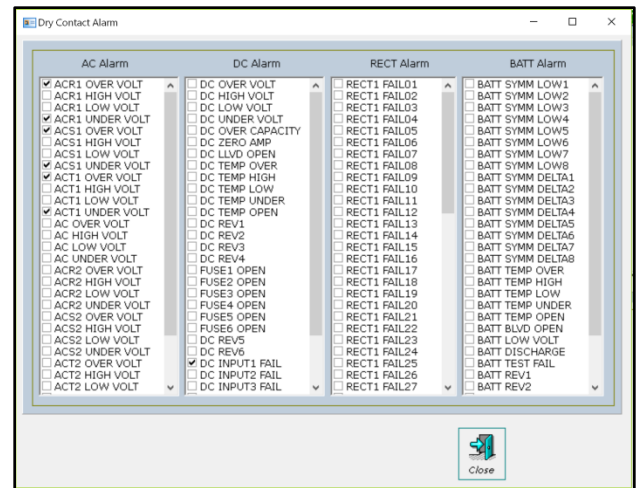 Dry Contact Alarm
AC Alarm
ACR1 OVER VOLT
ACR1 HIGH VOLT
ACR1 LOW VOLT
ACR1 UNDER VOLT
ACS1 OVER VOLT
ACS1 HIGH VOLT
ACS1 LOW VOLT
ACS1 UNDER VOLT
ACT1 OVER VOLT
ACT1 HIGH VOLT
ACT1 LOW VOLT
ACT1 UNDER VOLT
AC OVER VOLT
AC HIGH VOLT
AC LOW VOLT
AC UNDER VOLT
ACR2 OVER VOLT
ACR2 HIGH VOLT
ACR2 LOW VOLT
ACR2 UNDER VOLT
ACS2 OVER VOLT
ACS2 HIGH VOLT
ACS2 LOW VOLT
ACS2 UNDER VOLT
ACT2 OVER VOLT
ACT2 HIGH VOLT
ACT2 LOW VOLT
DC Alarm
DC OVER VOLT
DC HIGH VOLT
DC LOW VOLT
DC UNDER VOLT
DC OVER CAPACITY
DC ZERO AMP
DC LLVD OPEN
DC TEMP OVER
DC TEMP HIGH
DC TEMP LOW
DC TEMP UNDER
DC TEMP OPEN
DC REV1
DC REV2
DC REV3
DC REV4
FUSE1 OPEN
FUSE2 OPEN
FUSE3 OPEN
FUSE4 OPEN
FUSE5 OPEN
FUSE6 OPEN
DC REV5
DC REV6
DC INPUT1 FAIL
DC INPUT2 FAIL
DC INPUT3 FAIL
RECT Alarm
RECT1 FAIL01
RECT1 FAIL02
RECT1 FAIL03
RECT1 FAIL04
RECT1 FAIL05
RECT1 FAIL06
RECT1 FAIL07
RECT1 FAIL08
RECT1 FAIL09
RECT1 FAIL10
RECT1 FAIL11
RECT1 FAIL12
RECT1 FAIL13
RECT1 FAIL14
RECT1 FAIL15
RECT1 FAIL16
RECT1 FAIL17
RECT1 FAIL18
RECT1 FAIL19
RECT1 FAIL20
RECT1 FAIL21
RECT1 FAIL22
RECT1 FAIL23
RECT1 FAIL24
RECT1 FAIL25
RECT1 FAIL26
RECT1 FAIL27
BATT Alarm
BATT SYMM LOW1
BATT SYMM LOW2
BATT SYMM LOW3
BATT SYMM LOW4
BATT SYMM LOW5
BATT SYMM LOW6
BATT SYMM LOW7
BATT SYMM LOW8
BATT SYMM DELTA1
BATT SYMM DELTA2
BATT SYMM DELTA3
BATT SYMM DELTA4
BATT SYMM DELTA5
BATT SYMM DELTA6
BATT SYMM DELTA7
BATT SYMM DELTA8
BATT TEMP OVER
BATT TEMP HIGH
BATT TEMP LOW
BATT TEMP UNDER
BATT TEMP OPEN
BATT BLVD OPEN
BATT LOW VOLT
BATT DISCHARGE
BATT TEST FAIL
BATT REV1
BATT REV2
Close